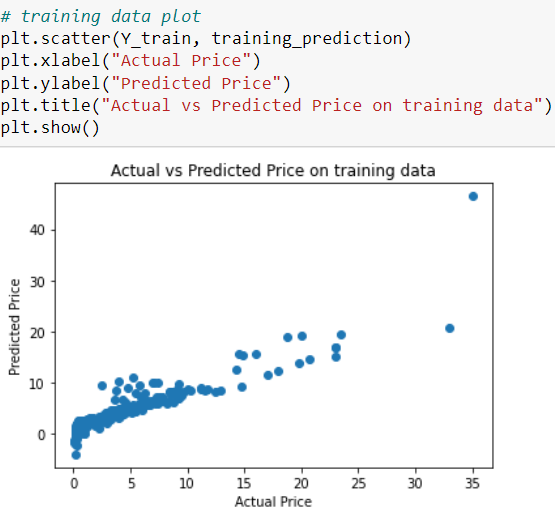 # training data plot
plt.scatter(Y_train, training_prediction)
plt.xlabel("Actual Price")
plt.ylabel("Predicted Price")
plt.title("Actual vs Predicted Price on training data")
plt.show()
Actual vs Predicted Price on training data
Predicted Price
40
30
20
10
0
0 5 10 15 20 25 30 35
Actual Price